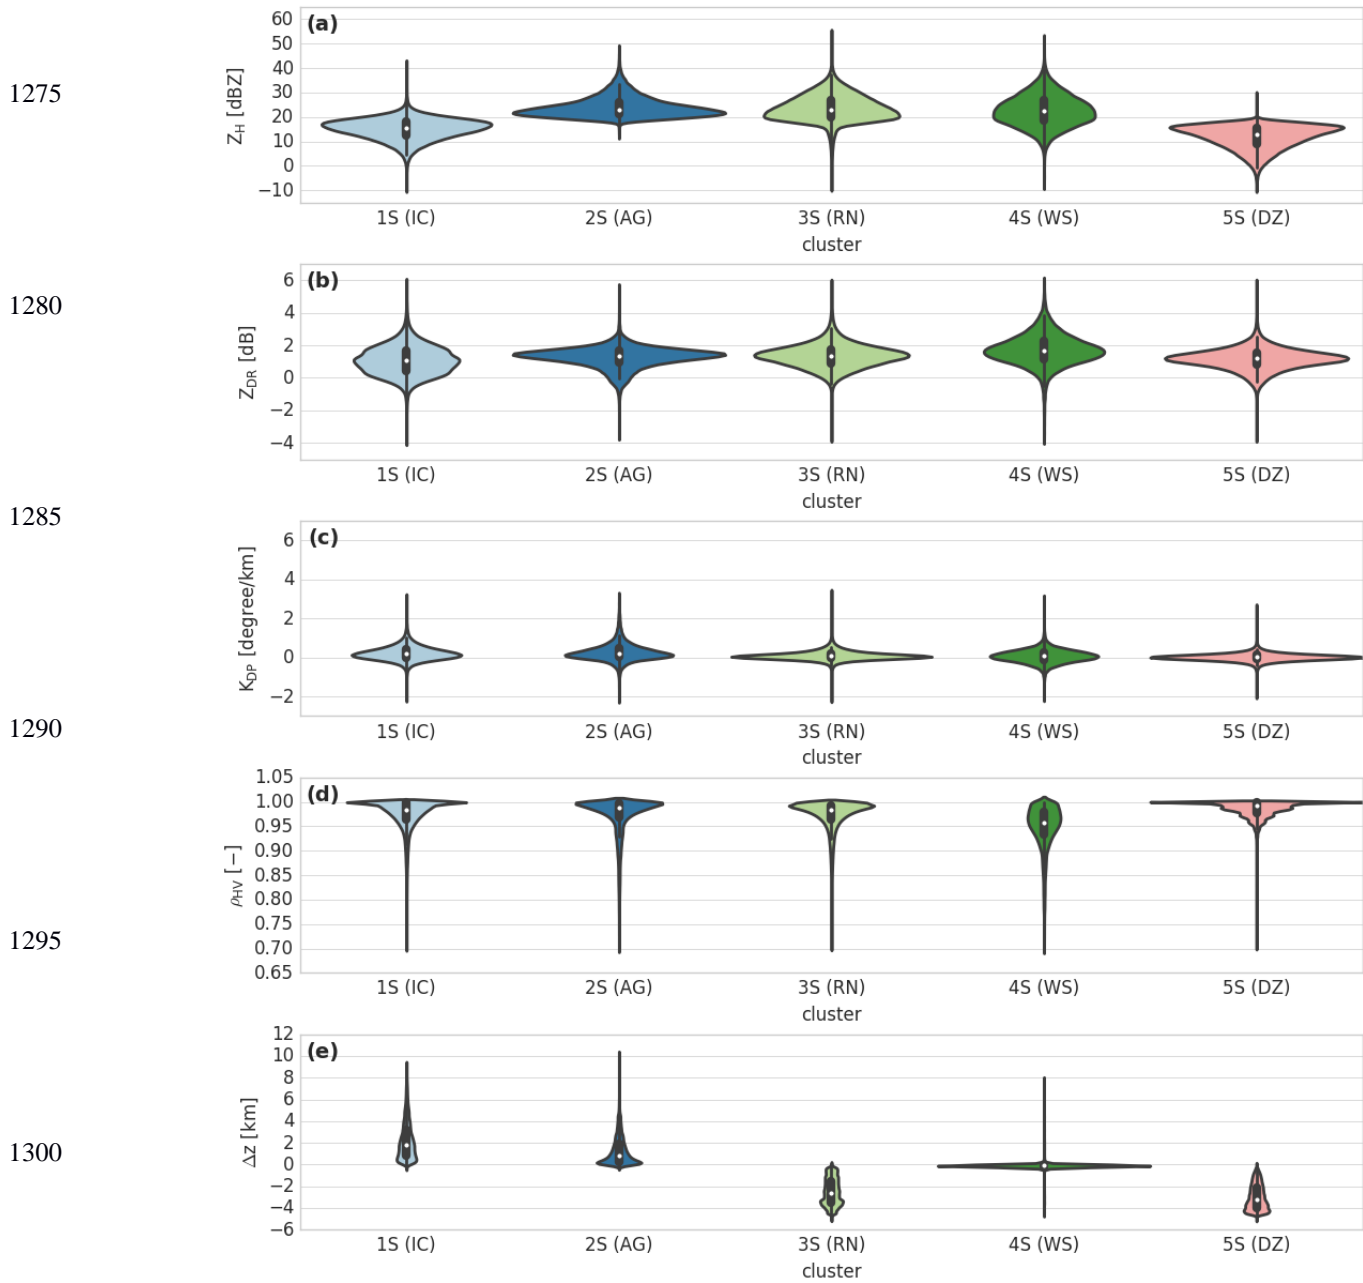 1275
1280
1285
1290
1295
1300
(a)
Z_H [dBZ]
60
50
40
30
20
10
0
−10
1S (IC) 2S (AG) 3S (RN) 4S (WS) 5S (DZ)
cluster
(b)
Z_DR [dB]
6
4
2
0
−2
−4
1S (IC) 2S (AG) 3S (RN) 4S (WS) 5S (DZ)
cluster
(c)
K_DP [degree/km]
6
4
2
0
−2
1S (IC) 2S (AG) 3S (RN) 4S (WS) 5S (DZ)
cluster
(d)
ρ_HV [−]
1.05
1.00
0.95
0.90
0.85
0.80
0.75
0.70
0.65
1S (IC) 2S (AG) 3S (RN) 4S (WS) 5S (DZ)
cluster
(e)
Δz [km]
12
10
8
6
4
2
0
−2
−4
−6
1S (IC) 2S (AG) 3S (RN) 4S (WS) 5S (DZ)
cluster